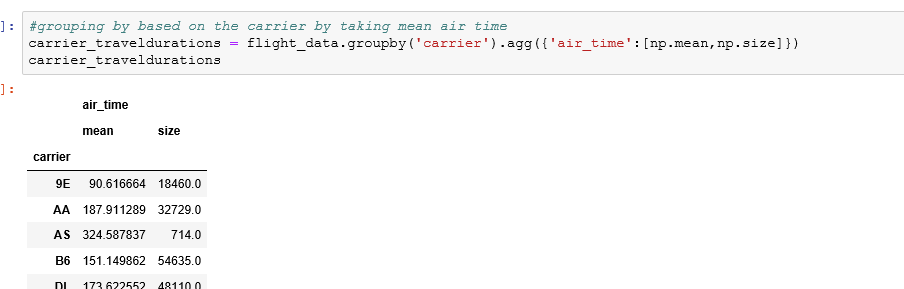 ]: #grouping by based on the carrier by taking mean air time
carrier_traveldurations = flight_data.groupby('carrier').agg({'air_time':[np.mean,np.size]})
carrier_traveldurations
]:
air_time
mean size
carrier
9E 90.616664 18460.0
AA 187.911289 32729.0
AS 324.587837 714.0
B6 151.149862 54635.0
DL 173.622552 48110.0